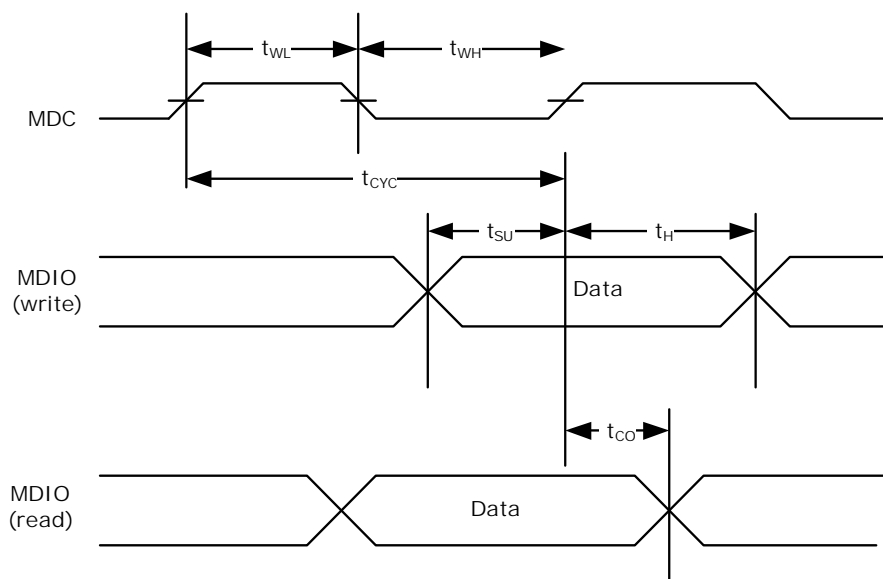 tWL
tWH
MDC
tCYC
tSU
tH
MDIO
(write)
Data
tCO
MDIO
(read)
Data